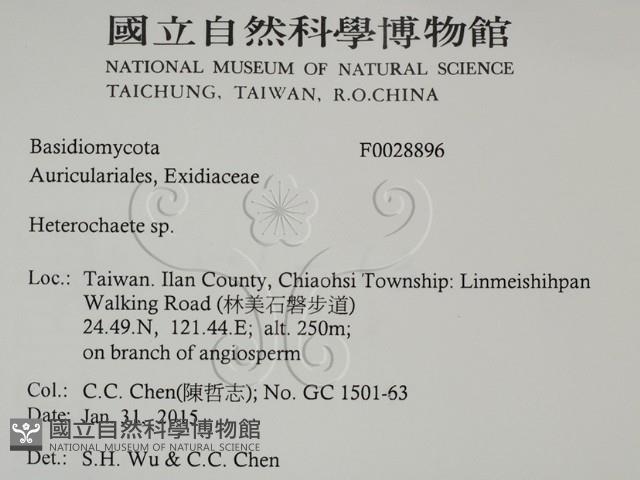 國立自然科學博物館
NATIONAL MUSEUM OF NATURAL SCIENCE
TAICHUNG, TAIWAN, R.O.CHINA
Basidiomycota F0028896
Auriculariales, Exidiaceae
Heterochaete sp.
Loc.: Taiwan. Ilan County, Chiaohsi Township: Linmeishihpan
Walking Road (林美石磐步道)
24.49.N, 121.44.E; alt. 250m;
on branch of angiosperm
Col.: C.C. Chen(陳哲志); No. GC 1501-63
Date: Jan. 31, 2015
國立自然科學博物館
NATIONAL MUSEUM OF NATURAL SCIENCE
Det.: S.H. Wu & C.C. Chen